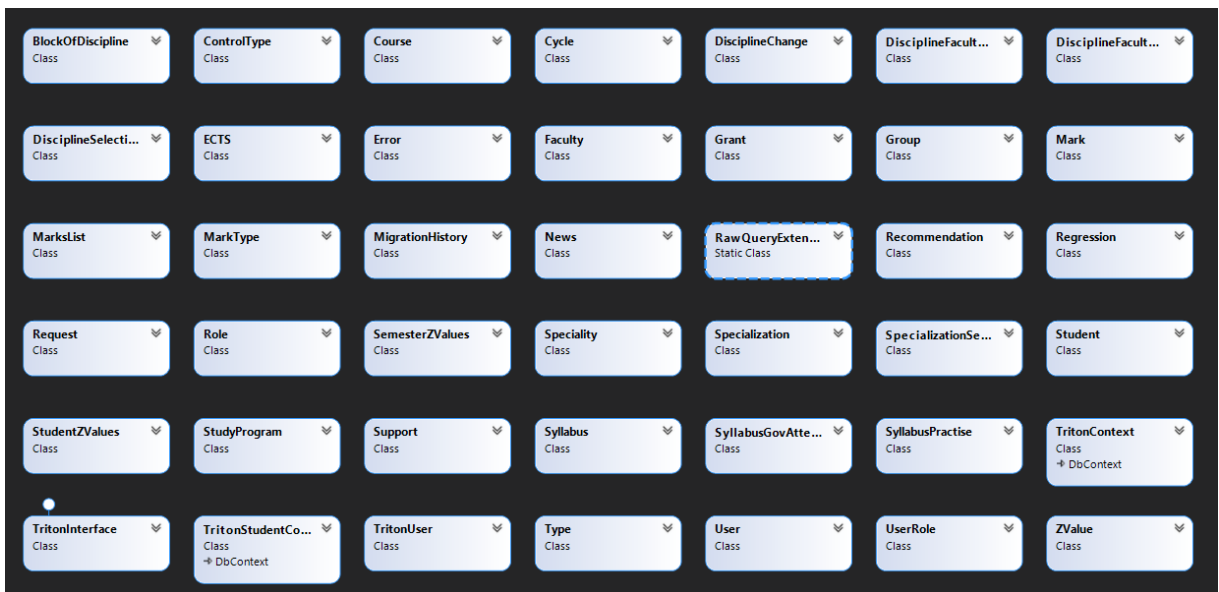 BlockOfDiscipline
Class
ControlType
Class
Course
Class
Cycle
Class
DisciplineChange
Class
DisciplineFacult...
Class
DisciplineFacult...
Class
DisciplineSelecti...
Class
ECTS
Class
Error
Class
Faculty
Class
Grant
Class
Group
Class
Mark
Class
MarksList
Class
MarkType
Class
MigrationHistory
Class
News
Class
RawQueryExten...
Static Class
Recommendation
Class
Regression
Class
Request
Class
Role
Class
SemesterZValues
Class
Speciality
Class
Specialization
Class
SpecializationSe...
Class
Student
Class
StudentZValues
Class
StudyProgram
Class
Support
Class
Syllabus
Class
SyllabusGovAtte...
Class
SyllabusPractise
Class
TritonContext
Class
DbContext
TritonInterface
Class
TritonStudentCo...
Class
DbContext
TritonUser
Class
Type
Class
User
Class
UserRole
Class
ZValue
Class